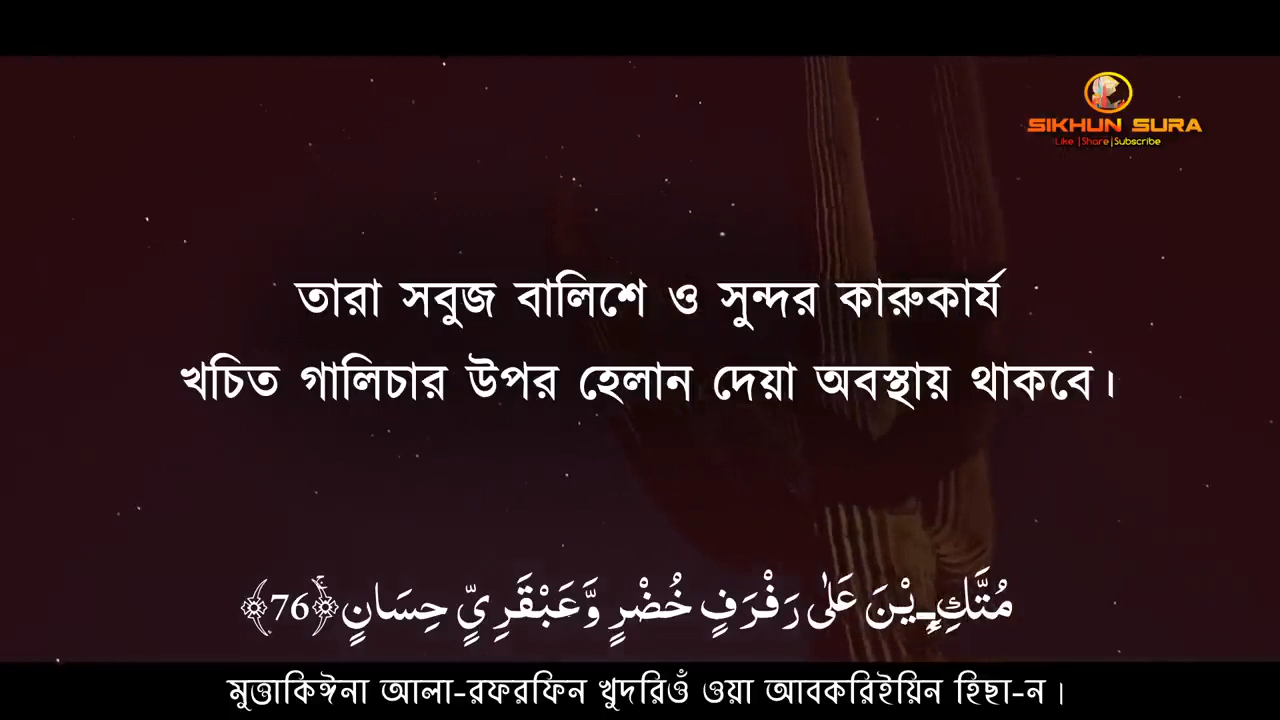 SIKHUN SURA
Like |Share|Subscribe
তারা সবুজ বালিশে ও সুন্দর কারুকার্য
খচিত গালিচার উপর হেলান দেয়া অবস্থায় থাকবে।
مُتَّكِـِٕيْنَ عَلٰى رَفْرَفٍ خُضْرٍ وَّعَبْقَرِيٍّ حِسَانٍ ۚ﴿76﴾
মুত্তাকিঈনা আলা-রফরফিন খুদরিওঁ ওয়া আবকরিইয়িন হিছা-ন।